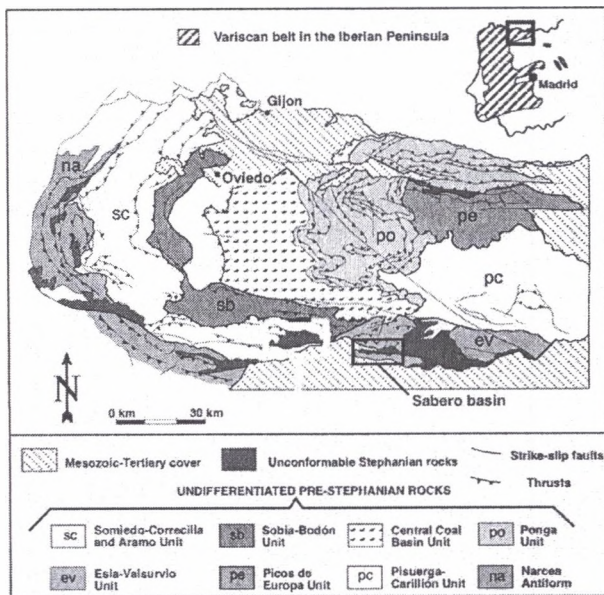 Variscan belt in the Iberian Peninsula
Madrid
Gijon
na
Oviedo
sc
pe
po
pc
sb
ev
N
Sabero basin
0 km 30 km
Mesozoic-Tertiary cover
Unconformable Stephanian rocks
Strike-slip faults
Thrusts
UNDIFFERENTIATED PRE-STEPHANIAN ROCKS
sc Somiedo-Correcilla and Aramo Unit
sb Sobia-Bodón Unit
Central Coal Basin Unit
po Ponga Unit
ev Esla-Valsurvio Unit
pe Picos de Europa Unit
pc Pisuerga-Carillión Unit
na Narcea Antiform